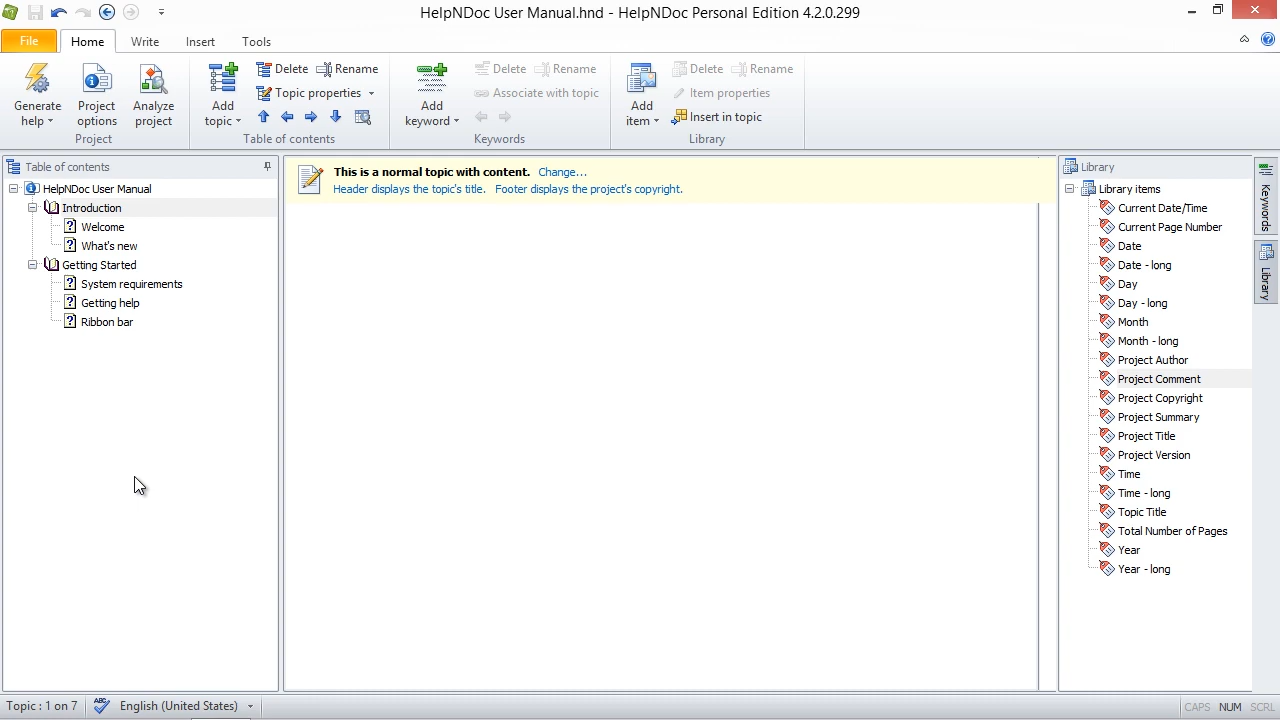 HelpNDoc User Manual.hnd - HelpNDoc Personal Edition 4.2.0.299
File Home Write Insert Tools
Generate help
Project options
Analyze project
Project
Add topic
Delete Rename
Topic properties
Table of contents
Add keyword
Delete Rename
Associate with topic
Keywords
Add item
Delete Rename
Item properties
Insert in topic
Library
Table of contents
HelpNDoc User Manual
Introduction
Welcome
What's new
Getting Started
System requirements
Getting help
Ribbon bar
This is a normal topic with content. Change...
Header displays the topic's title. Footer displays the project's copyright.
Library
Library items
Current Date/Time
Current Page Number
Date
Date - long
Day
Day - long
Month
Month - long
Project Author
Project Comment
Project Copyright
Project Summary
Project Title
Project Version
Time
Time - long
Topic Title
Total Number of Pages
Year
Year - long
Keywords
Library
Topic : 1 on 7
ABC
English (United States)
CAPS NUM SCRL